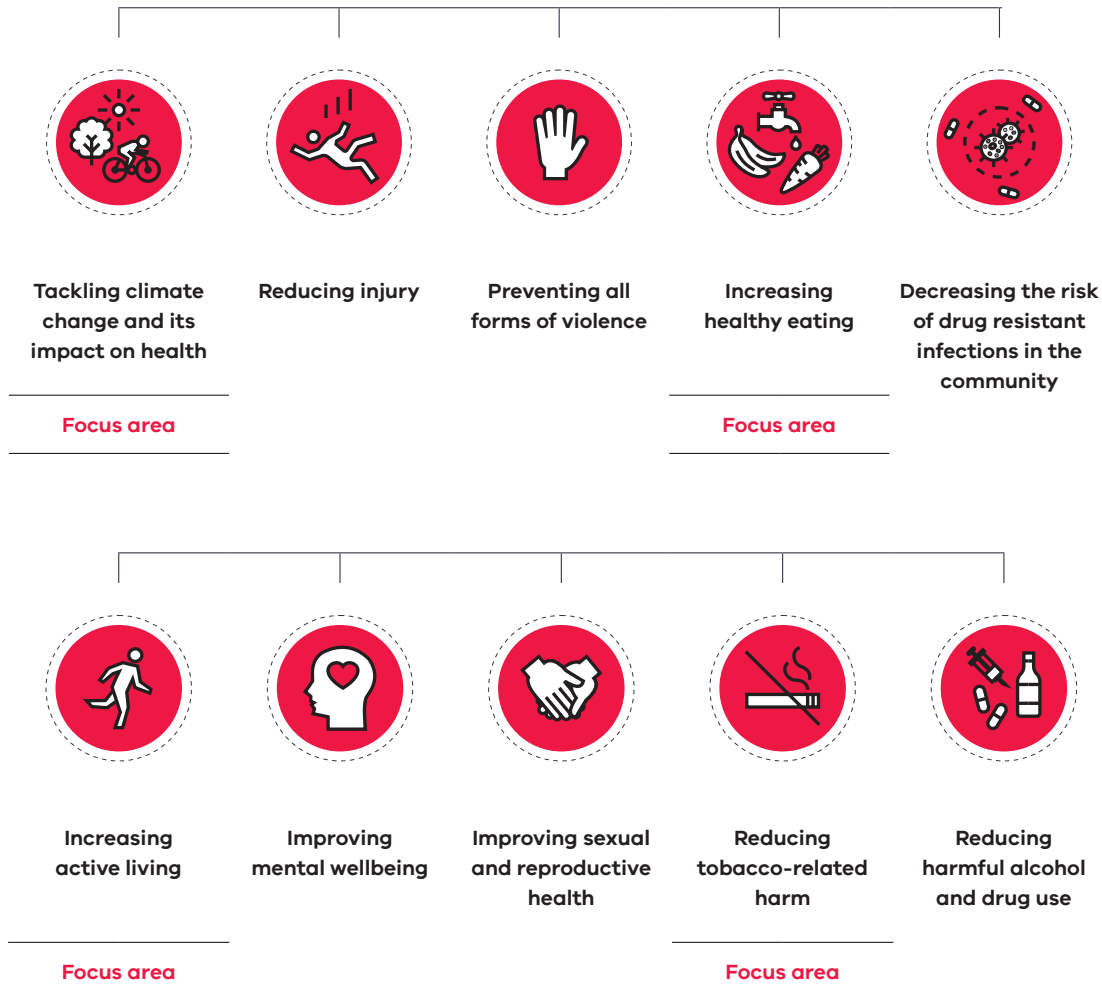 Tackling climate
change and its
impact on health
Focus area
Reducing injury
Preventing all
forms of violence
Increasing
healthy eating
Focus area
Decreasing the risk
of drug resistant
infections in the
community
Increasing
active living
Focus area
Improving
mental wellbeing
Improving sexual
and reproductive
health
Reducing
tobacco-related
harm
Focus area
Reducing
harmful alcohol
and drug use